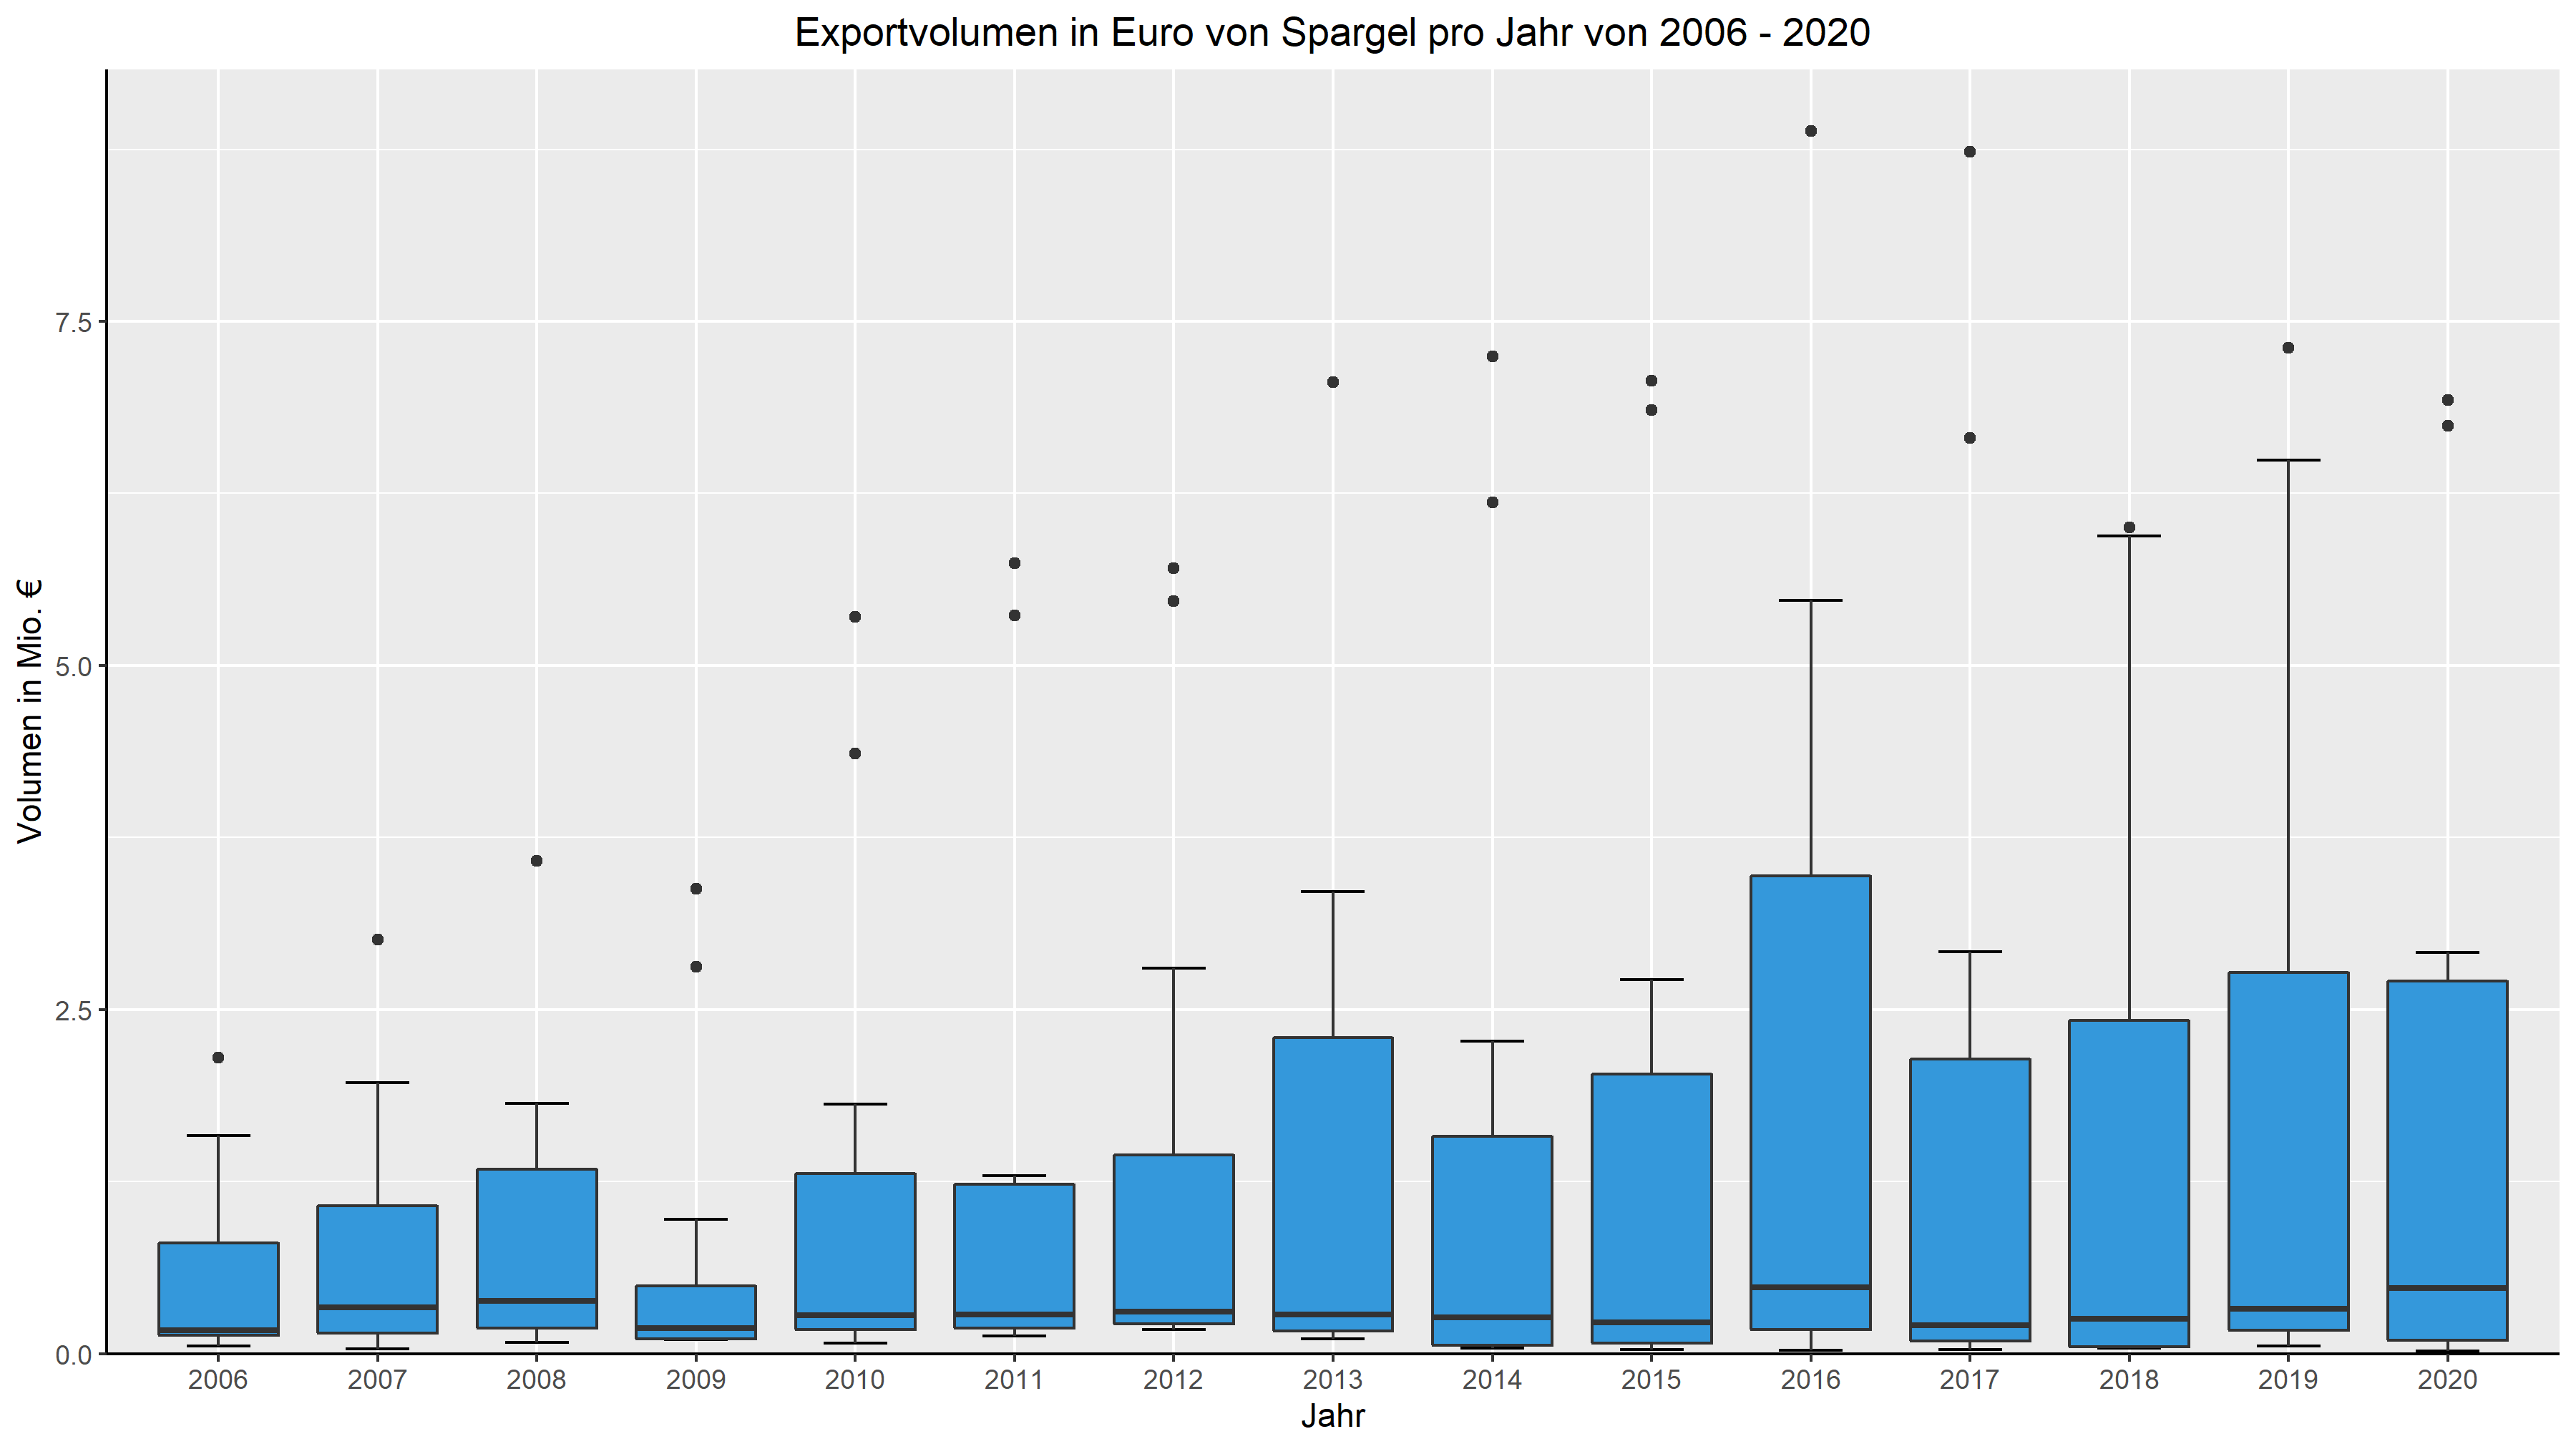 Exportvolumen in Euro von Spargel pro Jahr von 2006 - 2020
Volumen in Mio. €
7.5
5.0
2.5
0.0
2006 2007 2008 2009 2010 2011 2012 2013 2014 2015 2016 2017 2018 2019 2020
Jahr